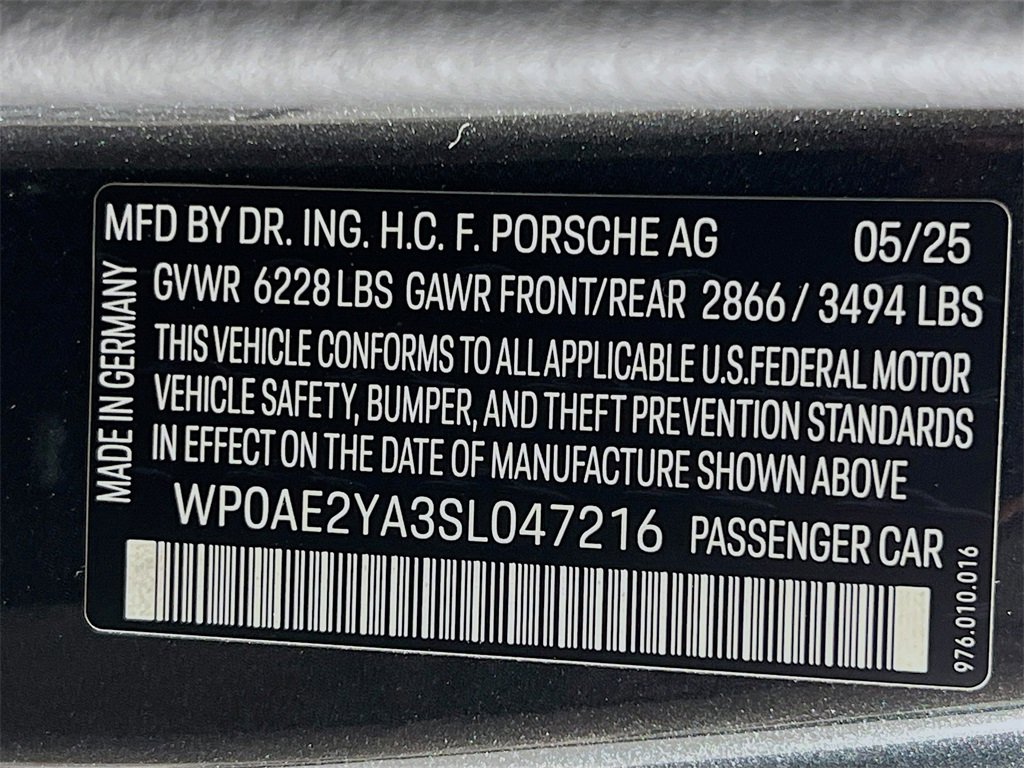 MFD BY DR. ING. H.C. F. PORSCHE AG 05/25
GVWR 6228 LBS GAWR FRONT/REAR 2866 / 3494 LBS
THIS VEHICLE CONFORMS TO ALL APPLICABLE U.S.FEDERAL MOTOR
VEHICLE SAFETY, BUMPER, AND THEFT PREVENTION STANDARDS
IN EFFECT ON THE DATE OF MANUFACTURE SHOWN ABOVE
WP0AE2YA3SL047216 PASSENGER CAR
MADE IN GERMANY
976.010.016